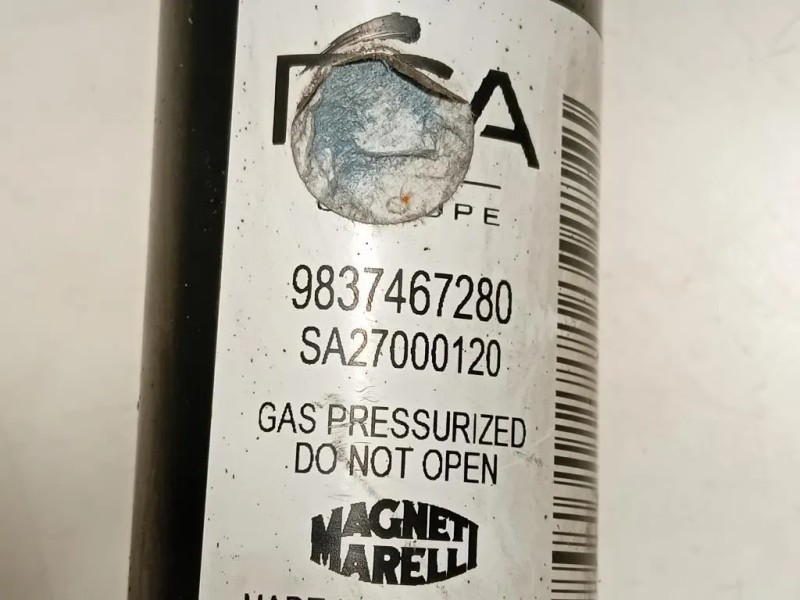 9837467280
SA27000120
GAS PRESSURIZED
DO NOT OPEN
MAGNETI
MARELLI